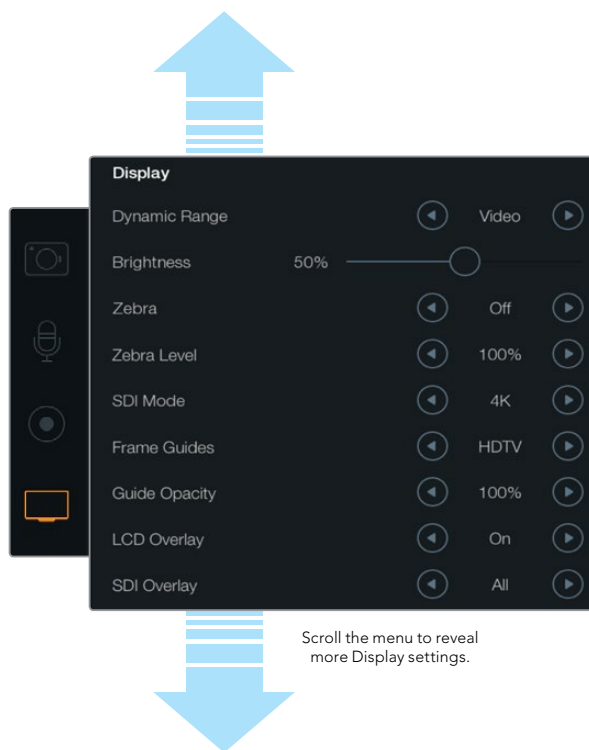 Display
Dynamic Range Video
Brightness 50%
Zebra Off
Zebra Level 100%
SDI Mode 4K
Frame Guides HDTV
Guide Opacity 100%
LCD Overlay On
SDI Overlay All
Scroll the menu to reveal
more Display settings.